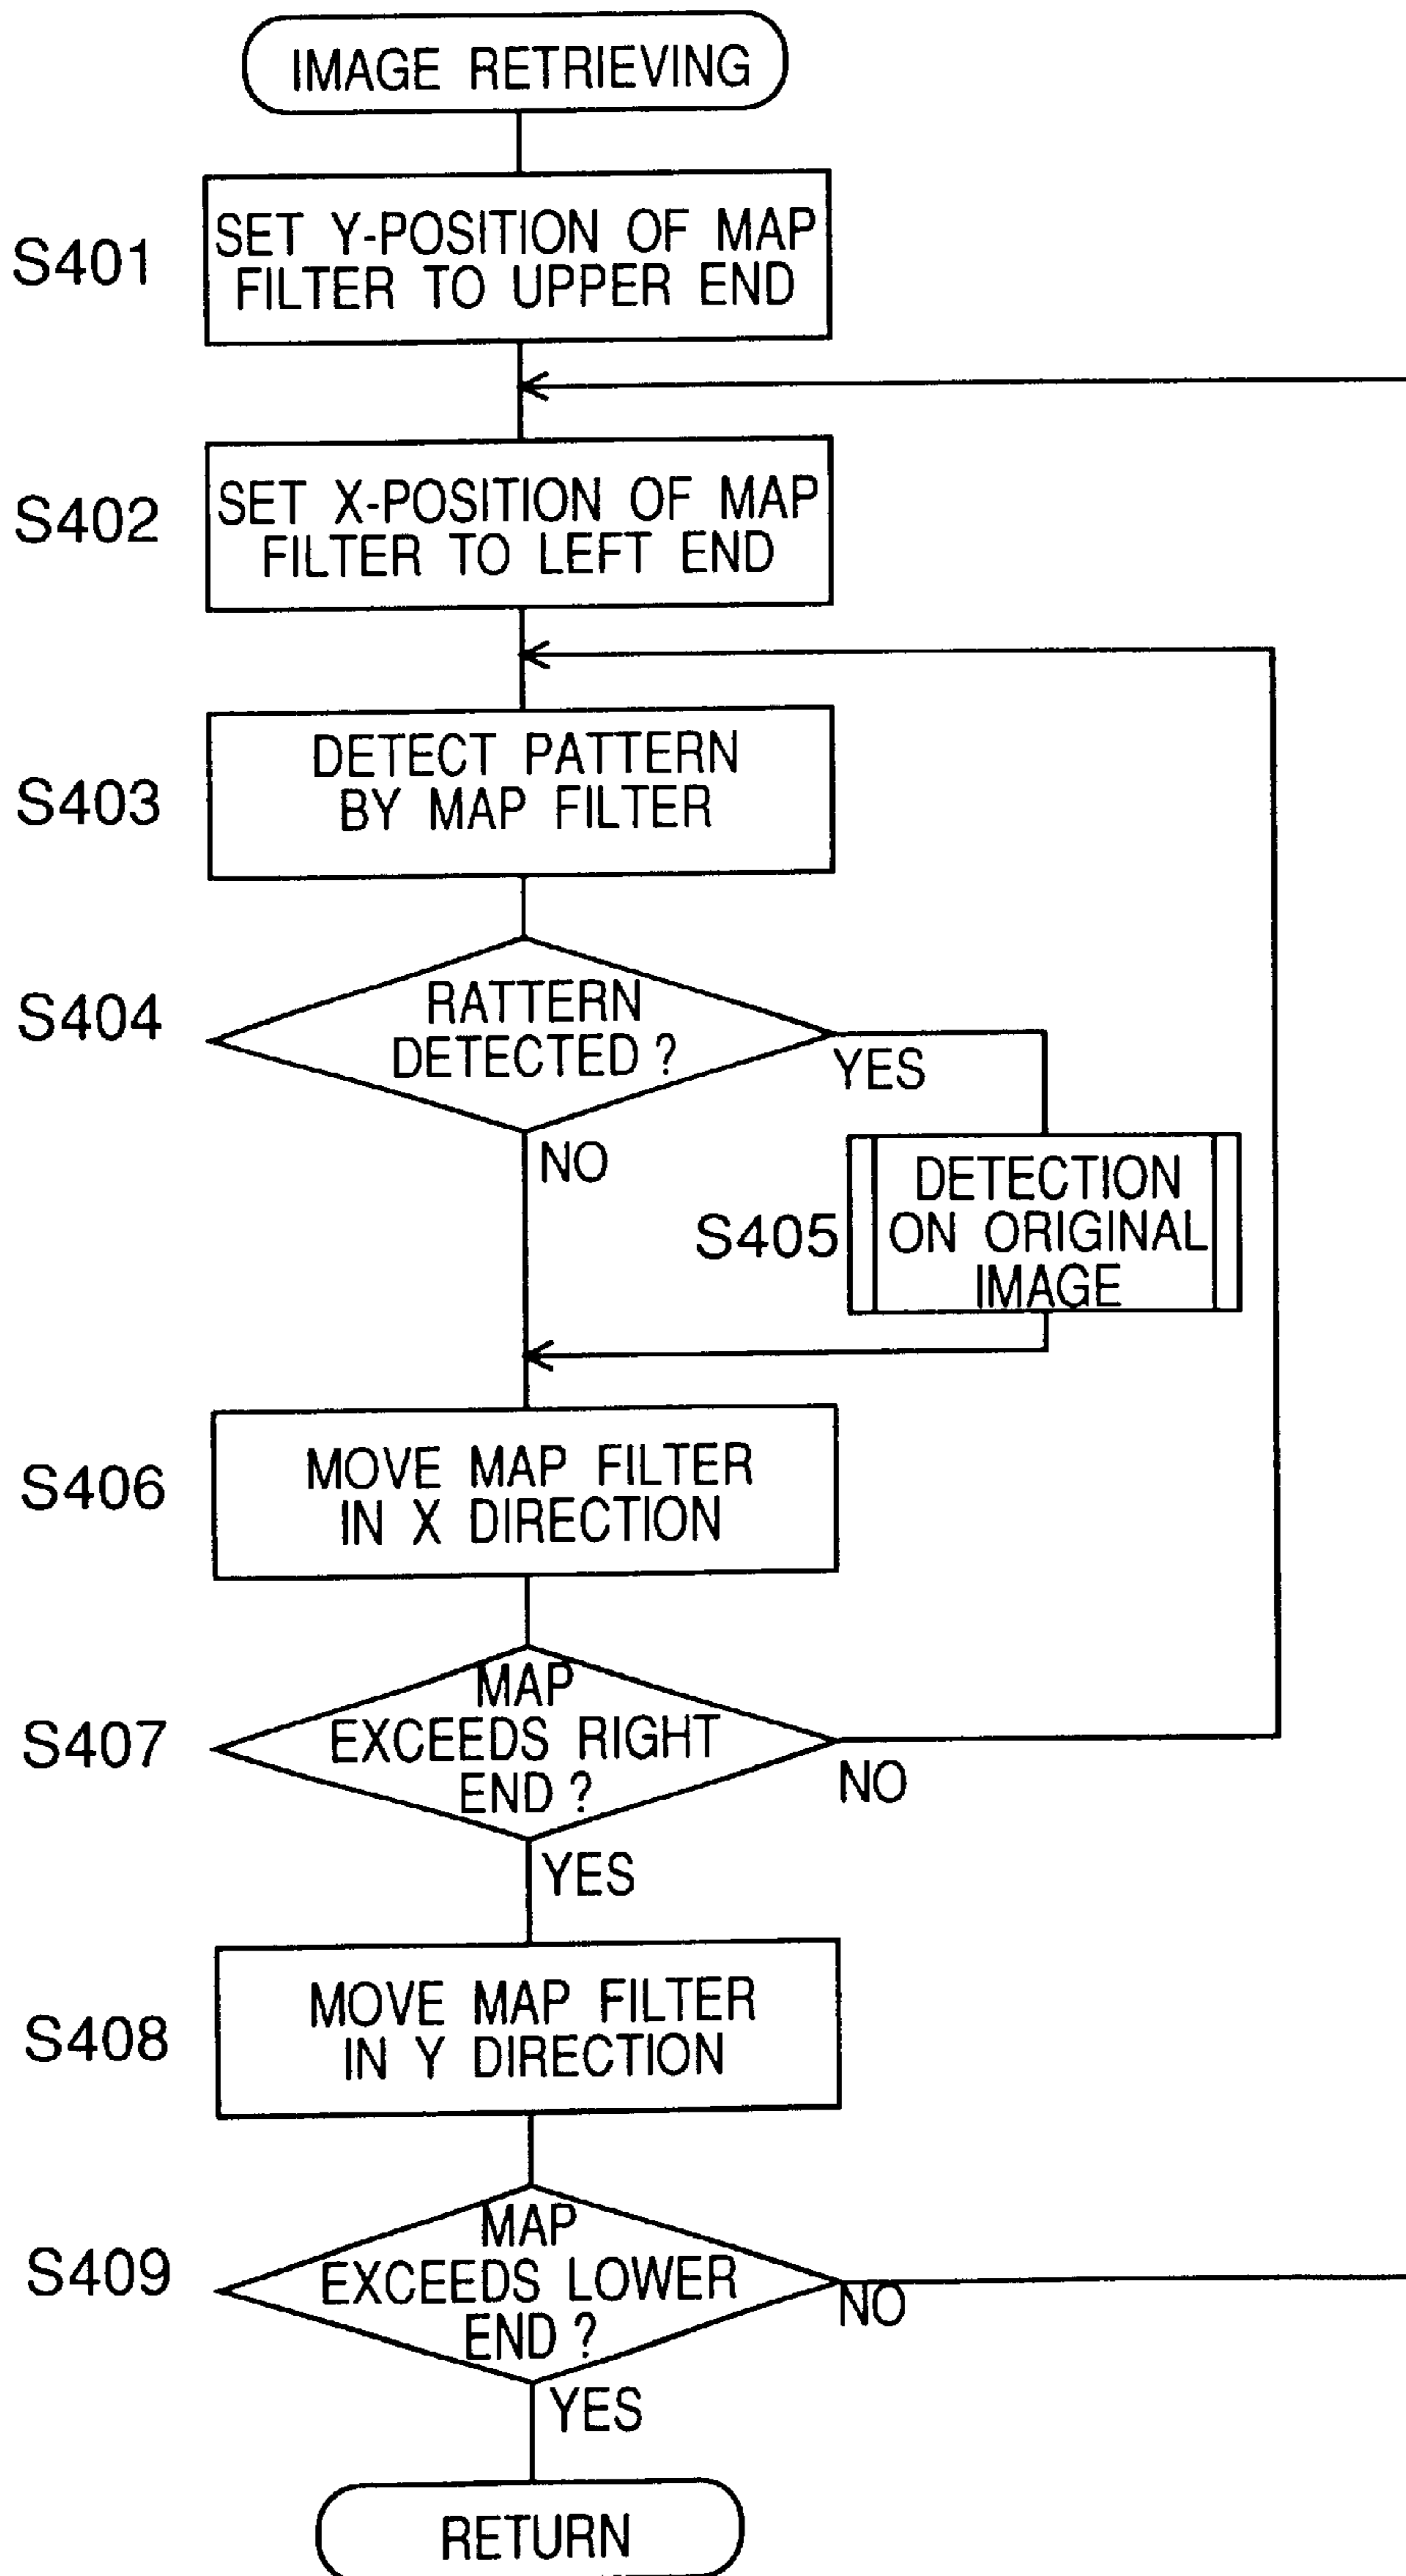 IMAGE RETRIEVING
S401
SET Y-POSITION OF MAP
FILTER TO UPPER END
S402
SET X-POSITION OF MAP
FILTER TO LEFT END
S403
DETECT PATTERN
BY MAP FILTER
S404
RATTERN
DETECTED ?
YES
NO
S405
DETECTION
ON ORIGINAL
IMAGE
S406
MOVE MAP FILTER
IN X DIRECTION
S407
MAP
EXCEEDS RIGHT
END ?
NO
YES
S408
MOVE MAP FILTER
IN Y DIRECTION
S409
MAP
EXCEEDS LOWER
END ?
NO
YES
RETURN